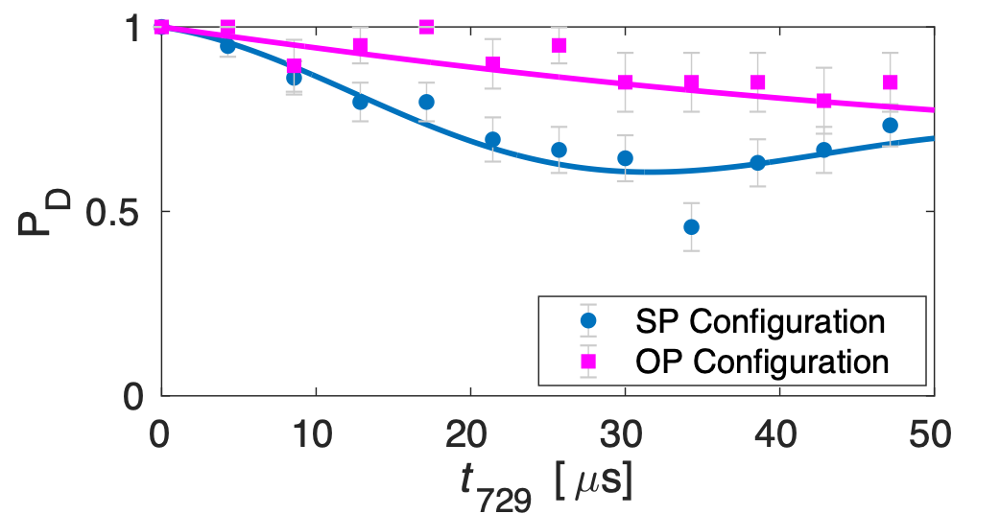 1
0.5
0
P_D
SP Configuration
OP Configuration
0 10 20 30 40 50
t_729 [ μs]